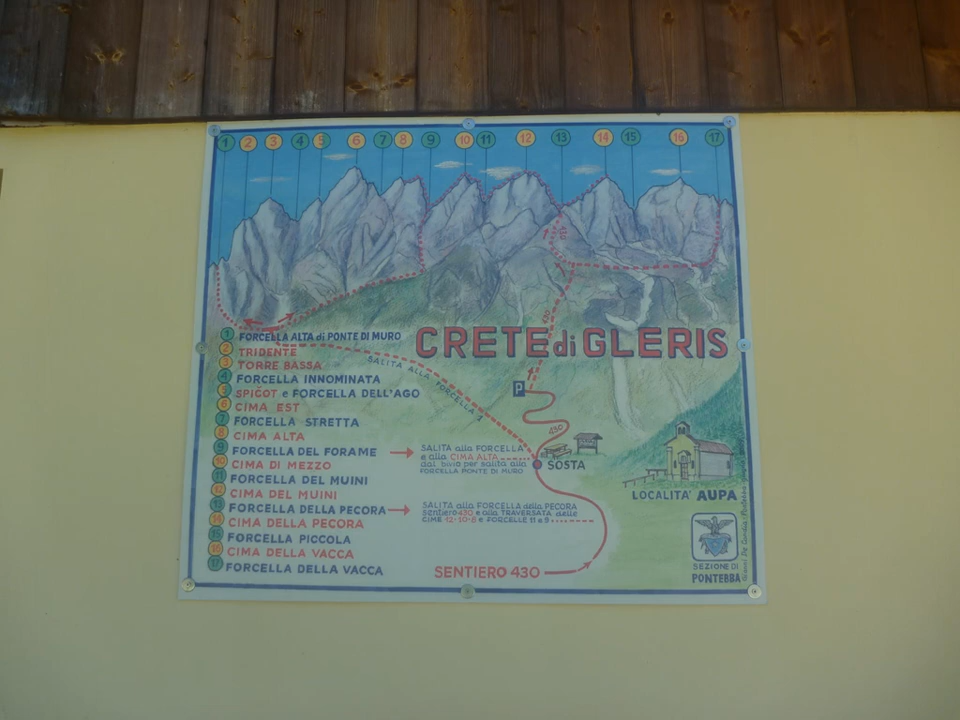 1 2 3 4 5 6 7 8 9 10 11 12 13 14 15 16 17
CRETE di GLERIS
1 FORCELLA ALTA di PONTE DI MURO
2 TRIDENTE
3 TORRE BASSA
4 FORCELLA INNOMINATA
5 SPIGOT e FORCELLA DELL'AGO
6 CIMA EST
7 FORCELLA STRETTA
8 CIMA ALTA
9 FORCELLA DEL FORAME
10 CIMA DI MEZZO
11 FORCELLA DEL MUINI
12 CIMA DEL MUINI
13 FORCELLA DELLA PECORA
14 CIMA DELLA PECORA
15 FORCELLA PICCOLA
16 CIMA DELLA VACCA
17 FORCELLA DELLA VACCA
SALITA ALLA FORCELLA 1
430
P
430
SALITA alla FORCELLA
e alla CIMA ALTA
dal bivio per salita alla
FORCELLA PONTE DI MURO
SOSTA
SALITA alla FORCELLA della PECORA
sentiero 430 e alla TRAVERSATA delle
CIME 12-10-8 e FORCELLE 11 e 9
SENTIERO 430
LOCALITA' AUPA
SEZIONE DI
PONTEBBA